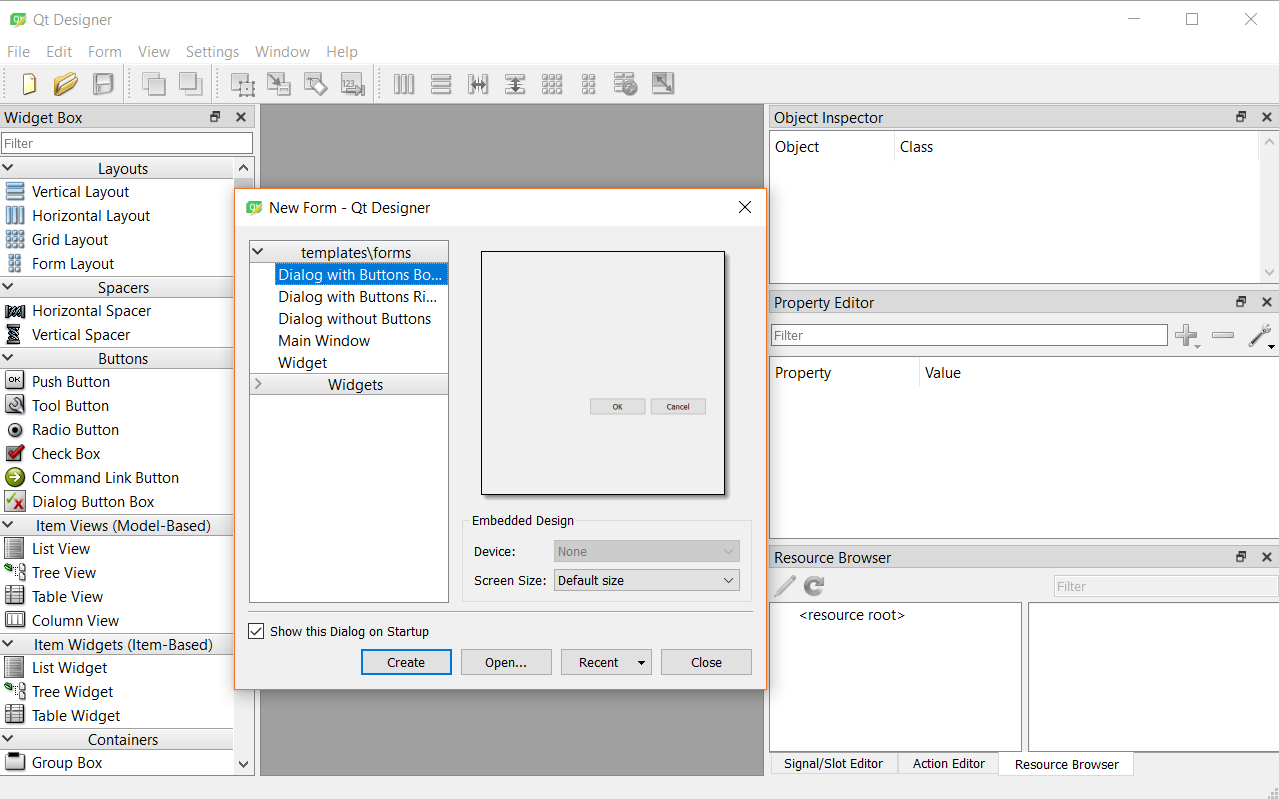 Qt Designer
File Edit Form View Settings Window Help
Widget Box
Filter
Layouts
Vertical Layout
Horizontal Layout
Grid Layout
Form Layout
Spacers
Horizontal Spacer
Vertical Spacer
Buttons
Push Button
Tool Button
Radio Button
Check Box
Command Link Button
Dialog Button Box
Item Views (Model-Based)
List View
Tree View
Table View
Column View
Item Widgets (Item-Based)
List Widget
Tree Widget
Table Widget
Containers
Group Box
New Form - Qt Designer
templates\forms
Dialog with Buttons Bo...
Dialog with Buttons Ri...
Dialog without Buttons
Main Window
Widget
Widgets
OK Cancel
Embedded Design
Device: None
Screen Size: Default size
Show this Dialog on Startup
Create Open... Recent Close
Object Inspector
Object Class
Property Editor
Filter
Property Value
Resource Browser
Filter
<resource root>
Signal/Slot Editor Action Editor Resource Browser